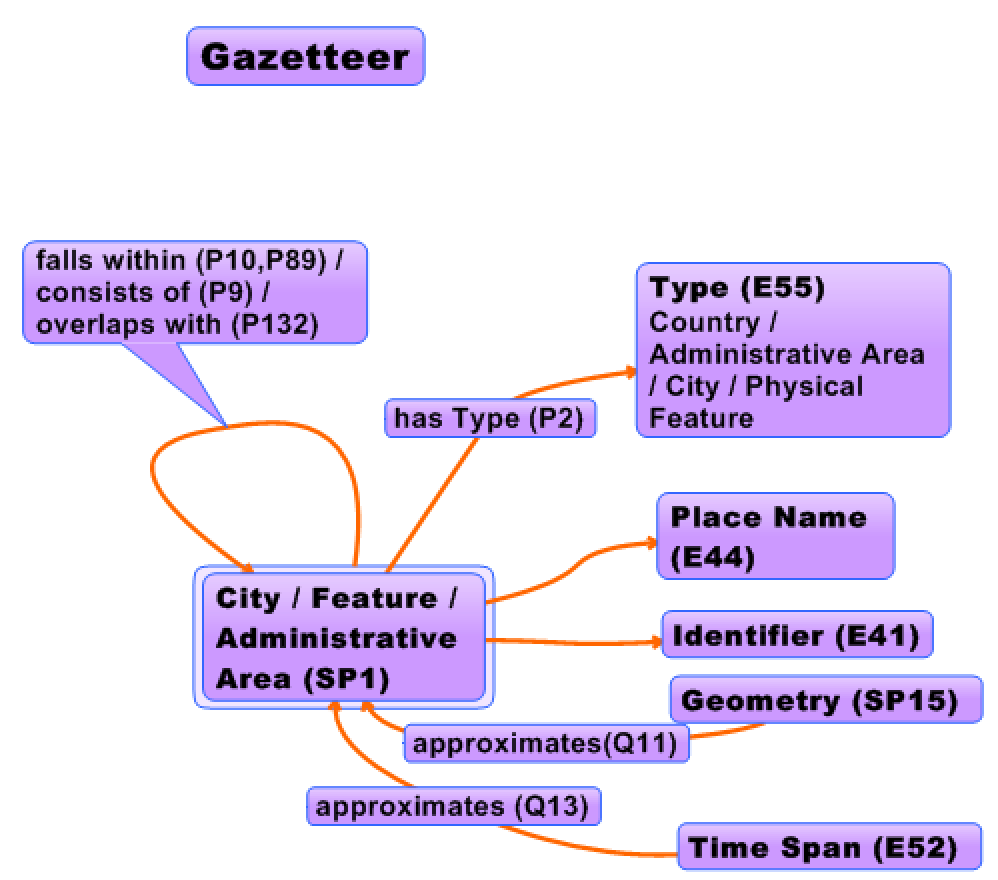 Gazetteer
falls within (P10,P89) /
consists of (P9) /
overlaps with (P132)
Type (E55)
Country /
Administrative Area
/ City / Physical
Feature
has Type (P2)
Place Name
(E44)
City / Feature /
Administrative
Area (SP1)
Identifier (E41)
Geometry (SP15)
approximates(Q11)
approximates (Q13)
Time Span (E52)